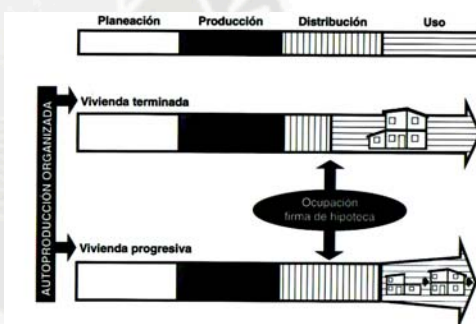 Planeación Producción Distribución Uso
AUTOPRODUCCIÓN ORGANIZADA
Vivienda terminada
Ocupación
firma de hipoteca
Vivienda progresiva